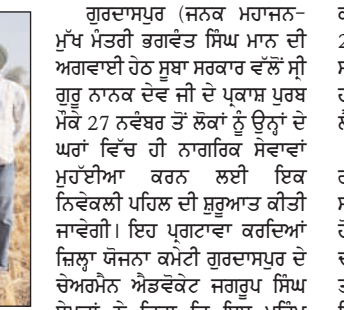 ਗੁਰਦਾਸਪੁਰ (ਜਨਕ ਮਹਾਜਨ-
ਮੁੱਖ ਮੰਤਰੀ ਭਗਵੰਤ ਸਿੰਘ ਮਾਨ ਦੀ
ਅਗਵਾਈ ਹੇਠ ਸੂਬਾ ਸਰਕਾਰ ਵੱਲੋਂ ਸ੍ਰੀ
ਗੁਰੂ ਨਾਨਕ ਦੇਵ ਜੀ ਦੇ ਪ੍ਰਕਾਸ਼ ਪੁਰਬ
ਮੌਕੇ 27 ਨਵੰਬਰ ਤੋਂ ਲੋਕਾਂ ਨੂੰ ਉਨ੍ਹਾਂ ਦੇ
ਘਰਾਂ ਵਿੱਚ ਹੀ ਨਾਗਰਿਕ ਸੇਵਾਵਾਂ
ਮੁਹੱਈਆ ਕਰਨ ਲਈ ਇਕ
ਨਿਵੇਕਲੀ ਪਹਿਲ ਦੀ ਸ਼ੁਰੂਆਤ ਕੀਤੀ
ਜਾਵੇਗੀ। ਇਹ ਪ੍ਰਗਟਾਵਾ ਕਰਦਿਆਂ
ਜ਼ਿਲ੍ਹਾ ਯੋਜਨਾ ਕਮੇਟੀ ਗੁਰਦਾਸਪੁਰ ਦੇ
ਚੇਅਰਮੈਨ ਐਡਵੋਕੇਟ ਜਗਰੂਪ ਸਿੰਘ